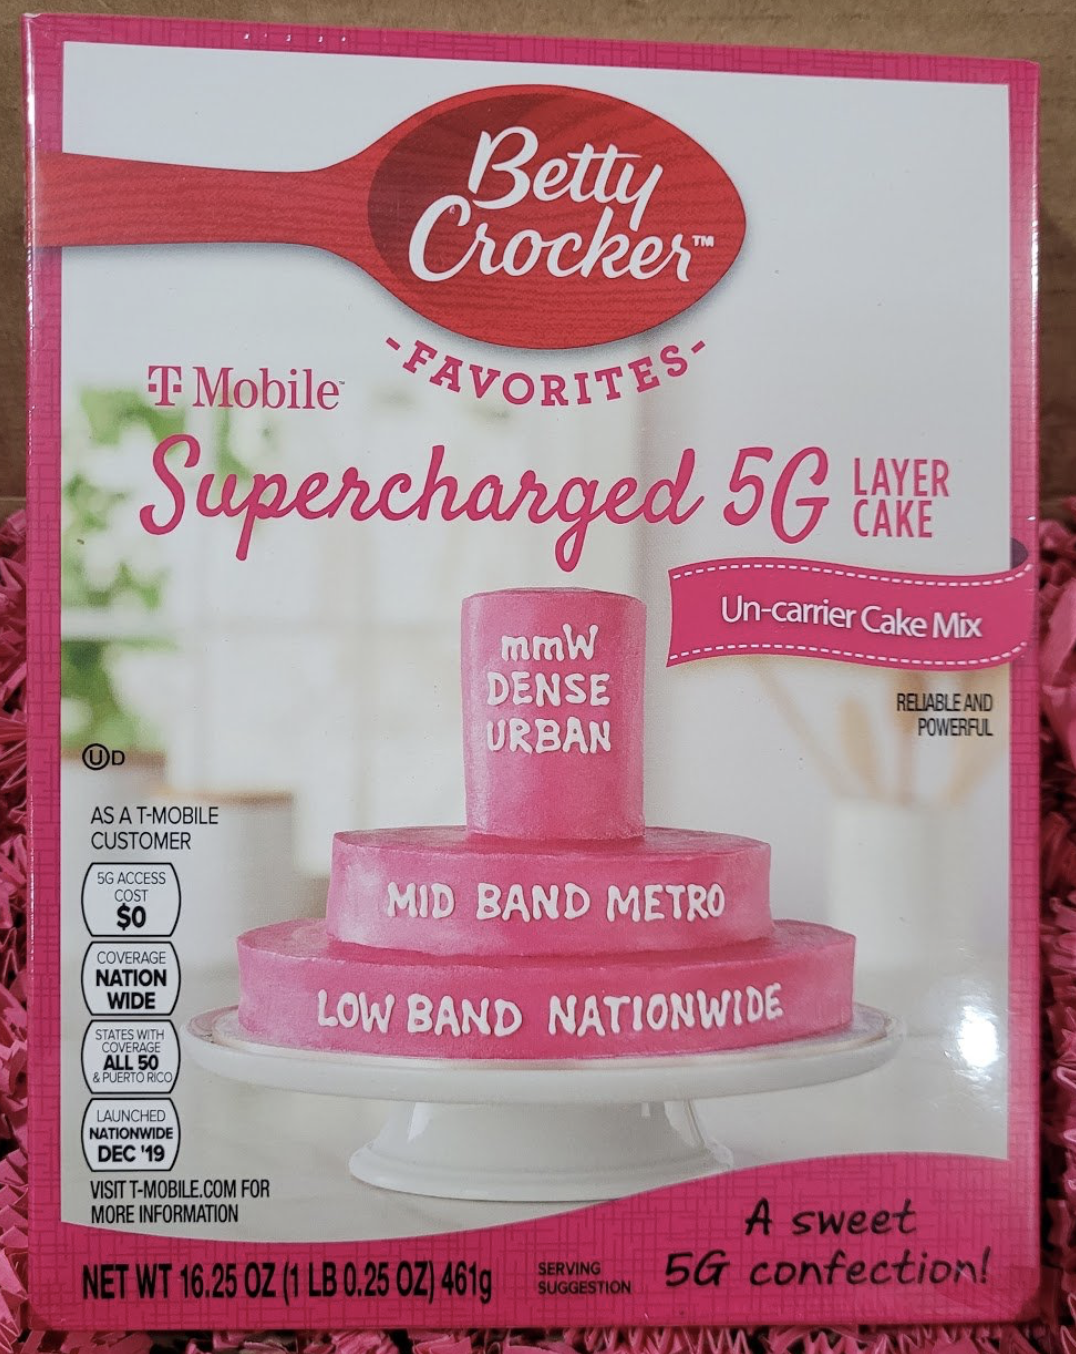 Betty
Crocker™
-FAVORITES-
T Mobile™
Supercharged 5G LAYER
CAKE
Un-carrier Cake Mix
mmW
DENSE
URBAN
RELIABLE AND
POWERFUL
UD
AS A T-MOBILE
CUSTOMER
5G ACCESS
COST
$0
MID BAND METRO
COVERAGE
NATION
WIDE
LOW BAND NATIONWIDE
STATES WITH
COVERAGE
ALL 50
& PUERTO RICO
LAUNCHED
NATIONWIDE
DEC '19
VISIT T-MOBILE.COM FOR
MORE INFORMATION
NET WT 16.25 OZ (1 LB 0.25 OZ) 461g
SERVING
SUGGESTION
A sweet
5G confection!